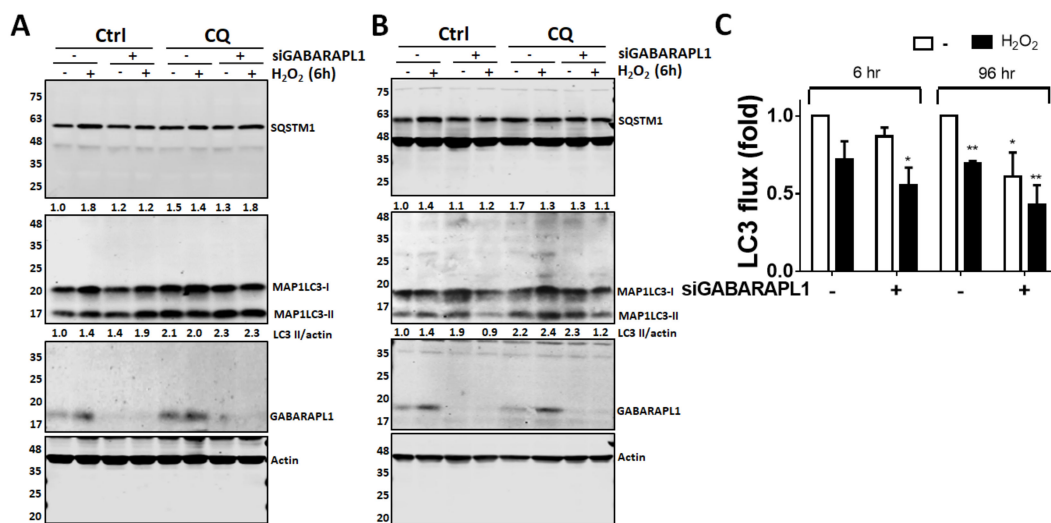 A
Ctrl CQ
- + - + siGABARAPL1
- + - + - + - + H₂O₂ (6h)
75
63
48
35
25
SQSTM1
1.0 1.8 1.2 1.2 1.5 1.4 1.3 1.8
48
35
25
20
17
MAP1LC3-I
MAP1LC3-II
1.0 1.4 1.4 1.9 2.1 2.0 2.3 2.3 LC3 II/actin
35
25
20
17
GABARAPL1
48
35
25
20
Actin
B
Ctrl CQ
- + - + siGABARAPL1
- + - + - + - + H₂O₂ (6h)
75
63
48
35
25
SQSTM1
1.0 1.4 1.1 1.2 1.7 1.3 1.3 1.1
48
35
25
20
17
MAP1LC3-I
MAP1LC3-II
1.0 1.4 1.9 0.9 2.2 2.4 2.3 1.2 LC3 II/actin
35
25
20
17
GABARAPL1
48
35
25
20
Actin
C
- H₂O₂
6 hr 96 hr
LC3 flux (fold)
1.0
0.5
0.0
* ** * **
siGABARAPL1 - + - +